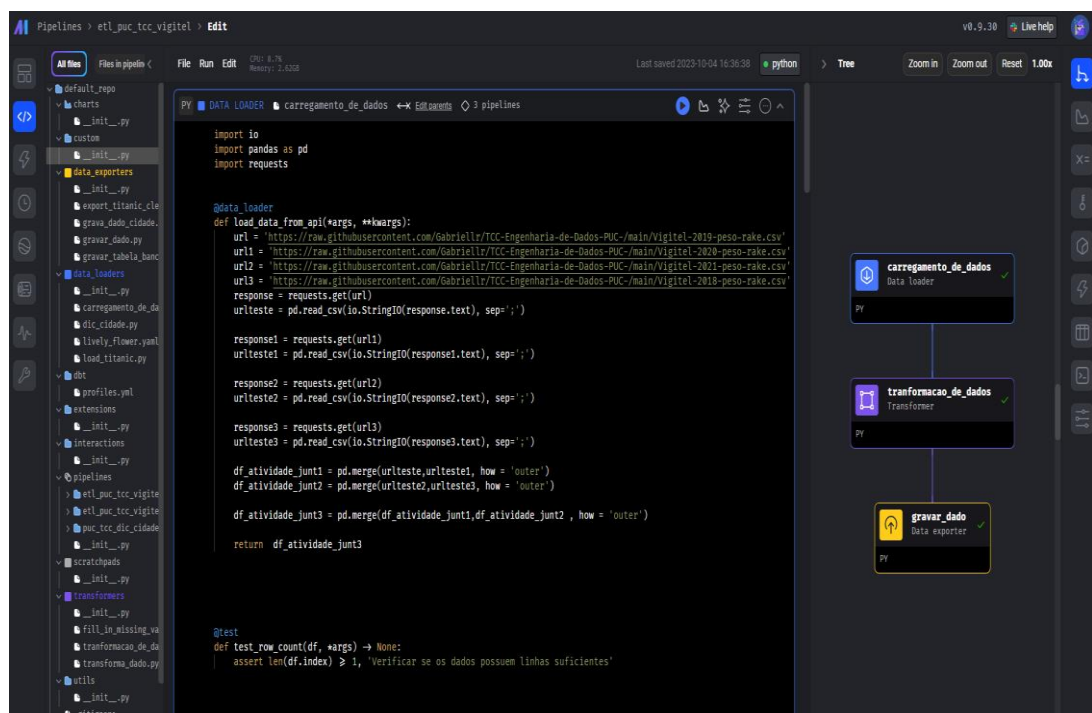 Pipelines > etl_puc_tcc_vigitel > Edit
v0.9.30
Live help
All files
Files in pipelin
File Run Edit
CPU: 8.7%
Memory: 2.62GB
Last saved 2023-10-04 16:36:38
python
Tree
Zoom in
Zoom out
Reset
1.00x
default_repo
charts
__init__.py
custom
__init__.py
data_exporters
__init__.py
export_titanic_cle
grava_dado_cidade.
gravar_dado.py
gravar_tabela_banc
data_loaders
__init__.py
carregamento_de_da
dic_cidade.py
lively_flower.yaml
load_titanic.py
dbt
profiles.yml
extensions
__init__.py
interactions
__init__.py
pipelines
etl_puc_tcc_vigite
etl_puc_tcc_vigite
puc_tcc_dic_cidade
__init__.py
scratchpads
__init__.py
transformers
__init__.py
fill_in_missing_va
tranformacao_de_da
transforma_dado.py
utils
__init__.py
PY DATA LOADER carregamento_de_dados Edit parents 3 pipelines
import io
import pandas as pd
import requests
@data_loader
def load_data_from_api(*args, **kwargs):
url = 'https://raw.githubusercontent.com/Gabriellr/TCC-Engenharia-de-Dados-PUC-/main/Vigitel-2019-peso-rake.csv'
url1 = 'https://raw.githubusercontent.com/Gabriellr/TCC-Engenharia-de-Dados-PUC-/main/Vigitel-2020-peso-rake.csv'
url2 = 'https://raw.githubusercontent.com/Gabriellr/TCC-Engenharia-de-Dados-PUC-/main/Vigitel-2021-peso-rake.csv'
url3 = 'https://raw.githubusercontent.com/Gabriellr/TCC-Engenharia-de-Dados-PUC-/main/Vigitel-2018-peso-rake.csv'
response = requests.get(url)
urlteste = pd.read_csv(io.StringIO(response.text), sep=';')
response1 = requests.get(url1)
urlteste1 = pd.read_csv(io.StringIO(response1.text), sep=';')
response2 = requests.get(url2)
urlteste2 = pd.read_csv(io.StringIO(response2.text), sep=';')
response3 = requests.get(url3)
urlteste3 = pd.read_csv(io.StringIO(response3.text), sep=';')
df_atividade_junt1 = pd.merge(urlteste,urlteste1, how = 'outer')
df_atividade_junt2 = pd.merge(urlteste2,urlteste3, how = 'outer')
df_atividade_junt3 = pd.merge(df_atividade_junt1,df_atividade_junt2 , how = 'outer')
return df_atividade_junt3
@test
def test_row_count(df, *args) → None:
assert len(df.index) ≥ 1, 'Verificar se os dados possuem linhas suficientes'
carregamento_de_dados
Data loader
PY
tranformacao_de_dados
Transformer
PY
gravar_dado
Data exporter
PY